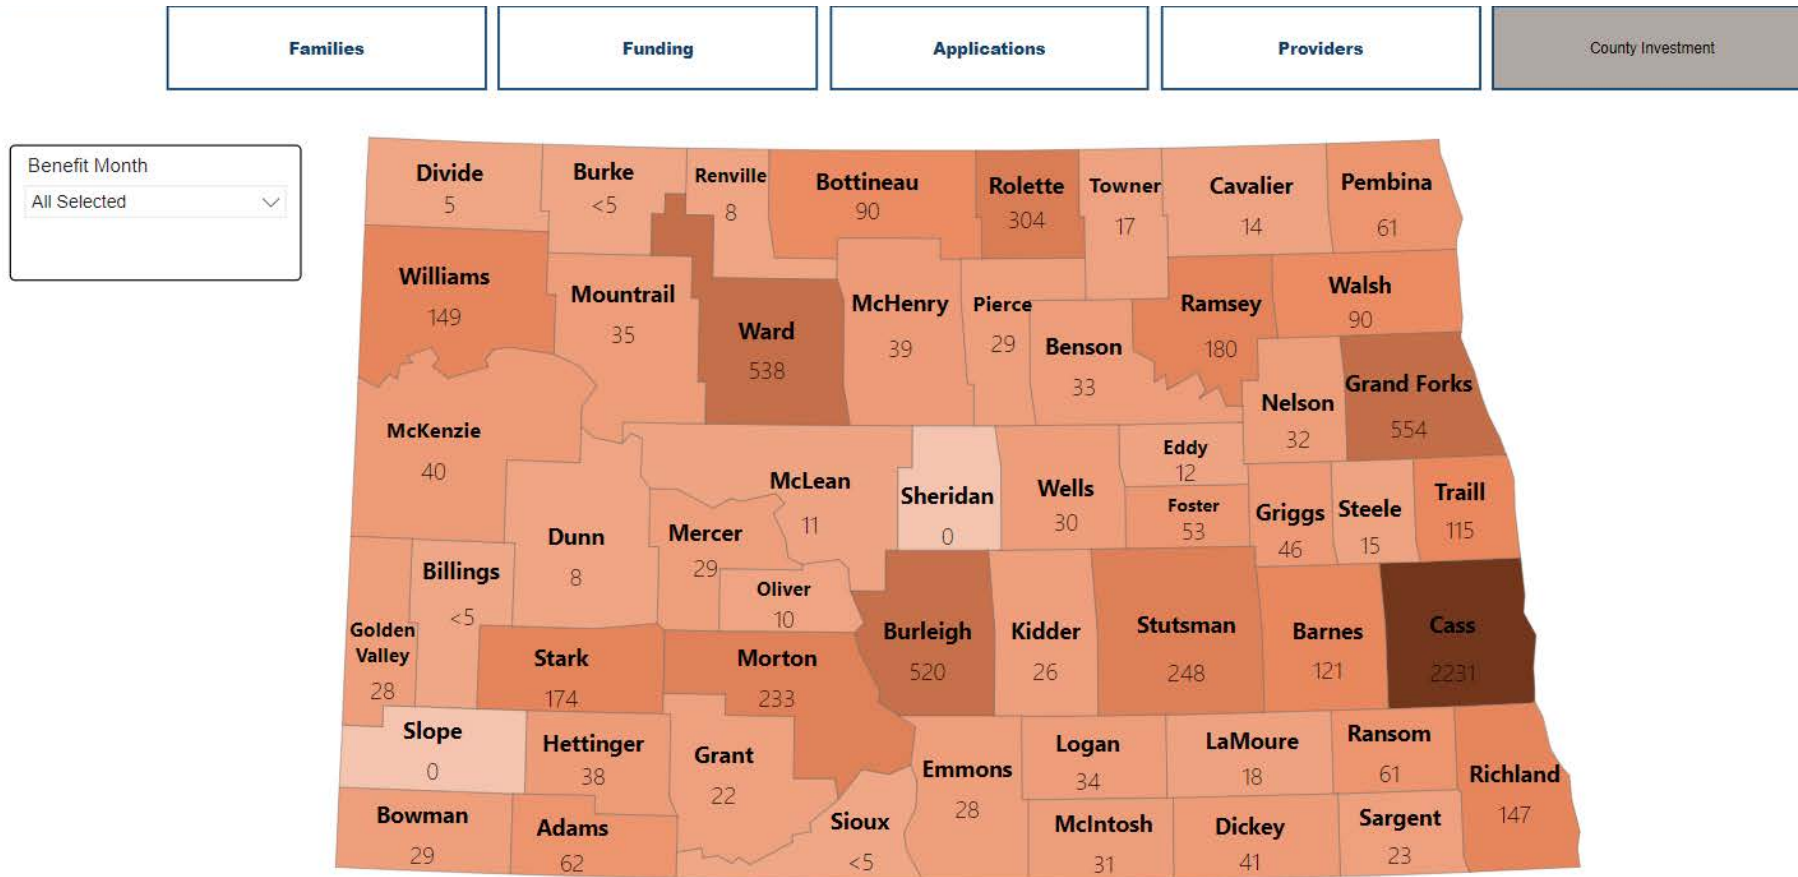 Families
Funding
Applications
Providers
County Investment
Benefit Month
All Selected
Divide
5
Burke
<5
Renville
8
Bottineau
90
Rolette
304
Towner
17
Cavalier
14
Pembina
61
Williams
149
Mountrail
35
Ward
538
McHenry
39
Pierce
29
Benson
33
Ramsey
180
Walsh
90
Nelson
32
Grand Forks
554
McKenzie
40
Dunn
8
McLean
11
Mercer
29
Oliver
10
Sheridan
0
Wells
30
Eddy
12
Foster
53
Griggs
46
Steele
15
Traill
115
Golden
Valley
28
Billings
<5
Stark
174
Morton
233
Burleigh
520
Kidder
26
Stutsman
248
Barnes
121
Cass
2231
Slope
0
Hettinger
38
Grant
22
Emmons
28
Logan
34
LaMoure
18
Ransom
61
Richland
147
Bowman
29
Adams
62
Sioux
<5
McIntosh
31
Dickey
41
Sargent
23